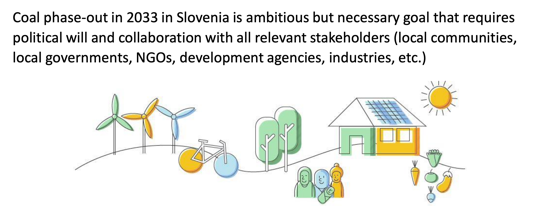 Coal phase-out in 2033 in Slovenia is ambitious but necessary goal that requires
political will and collaboration with all relevant stakeholders (local communities,
local governments, NGOs, development agencies, industries, etc.)